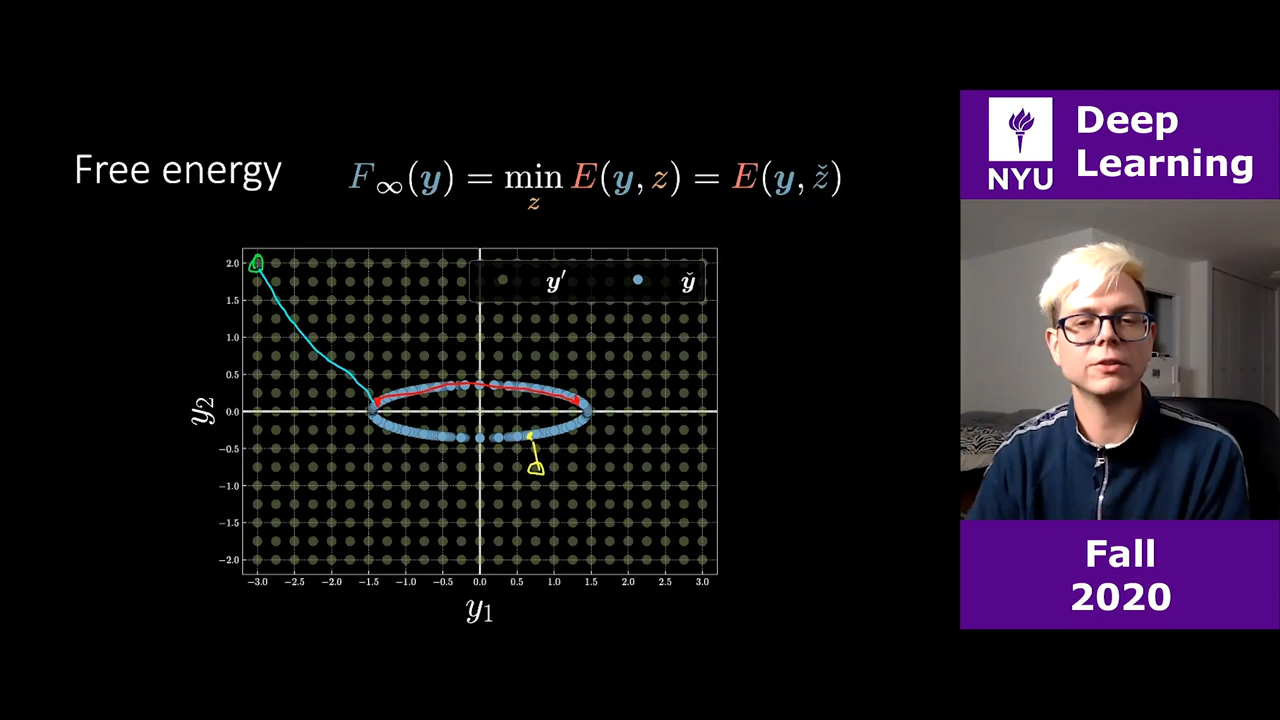 Free energy
F∞(y) = min E(y, z) = E(y, ž)
z
y′ y̌
2.0
1.5
1.0
0.5
0.0
−0.5
−1.0
−1.5
−2.0
y₂
−3.0 −2.5 −2.0 −1.5 −1.0 −0.5 0.0 0.5 1.0 1.5 2.0 2.5 3.0
y₁
NYU
Deep
Learning
Fall
2020